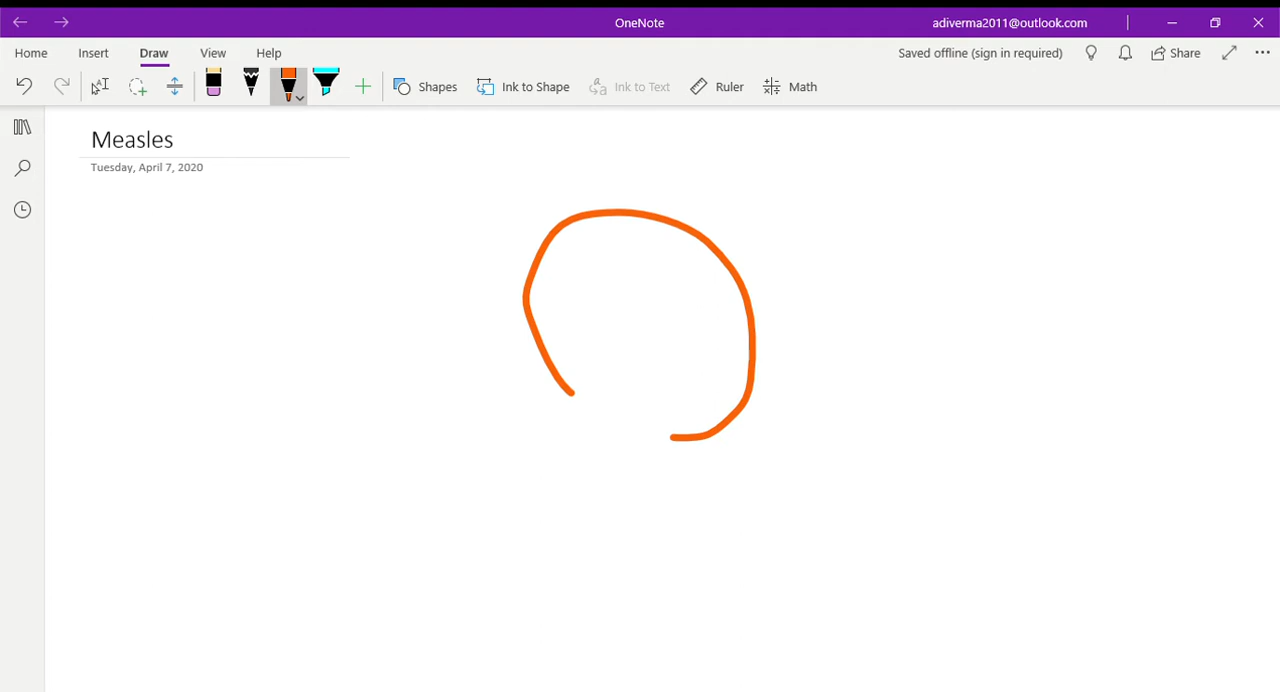 OneNote
adiverma2011@outlook.com
Home Insert Draw View Help
Saved offline (sign in required) Share
Shapes Ink to Shape Ink to Text Ruler Math
Measles
Tuesday, April 7, 2020